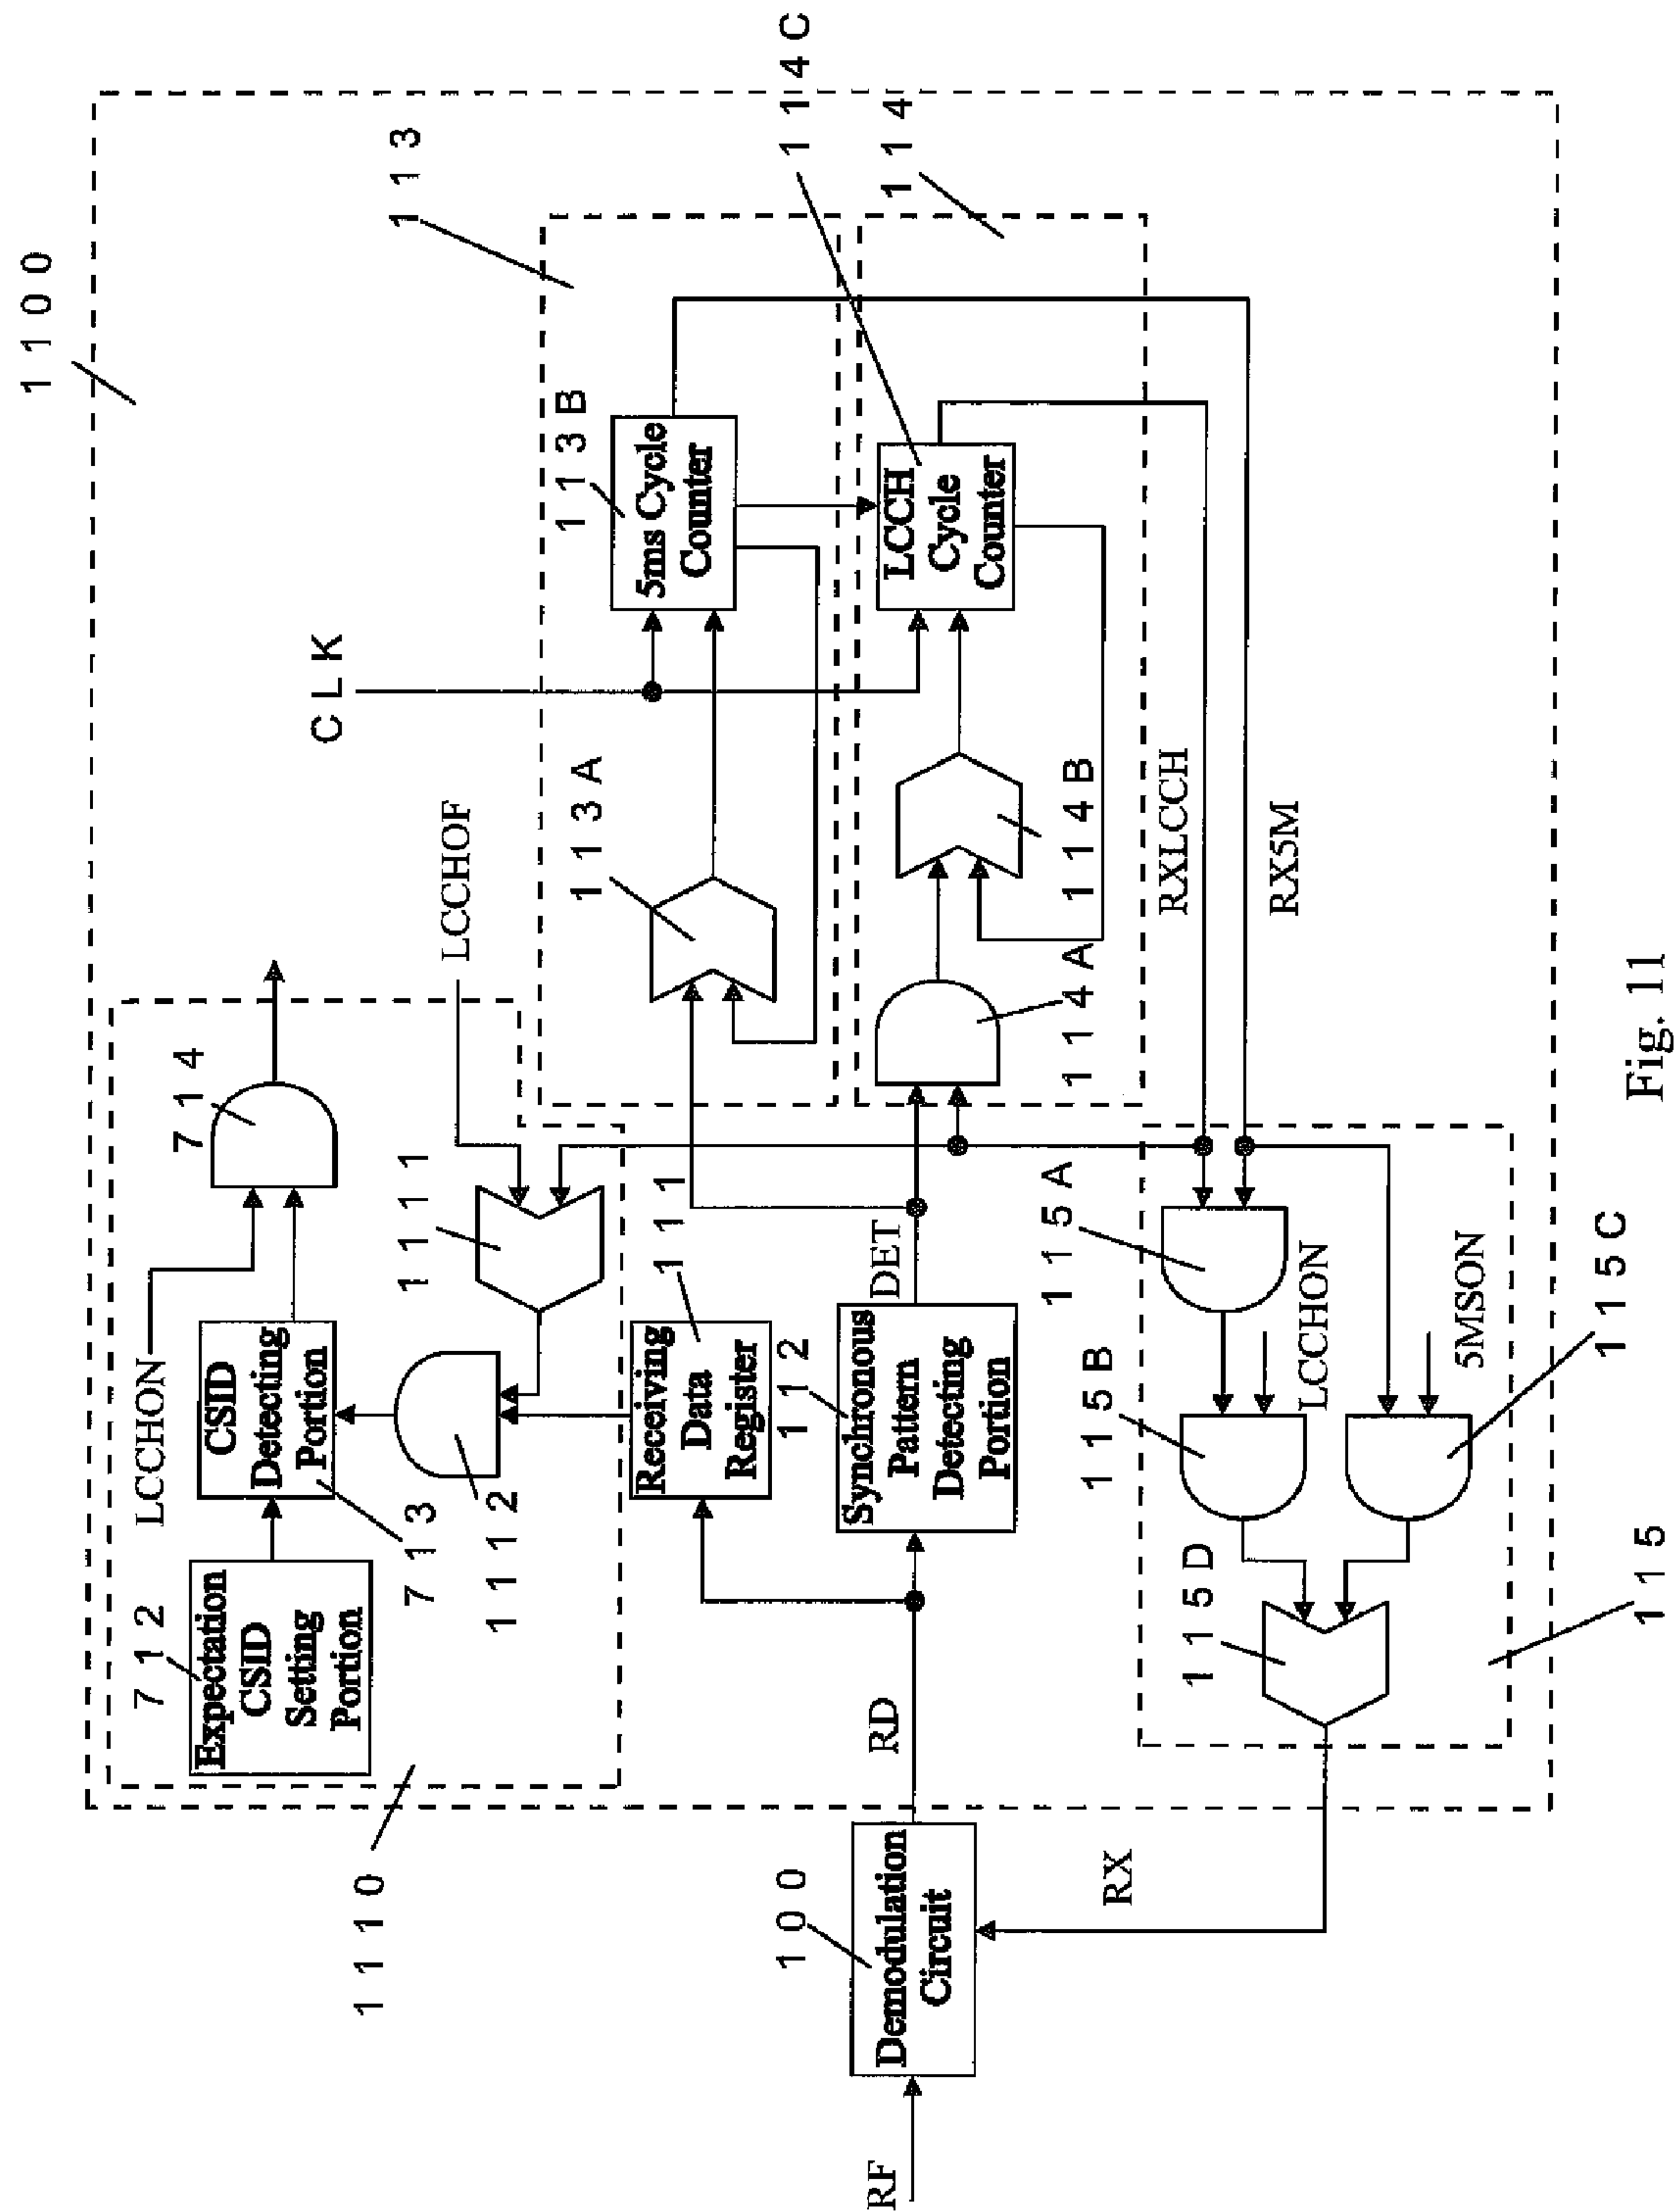 1100
CLK
LCCHOF
LCCHON
712
Expectation
CSID
Setting
Portion
CSID
Detecting
Portion
713
714
1112
1111
1110
113
113A
113B
5ms Cycle
Counter
114C
114
LCCH
Cycle
Counter
114B
114A
111
Receiving
Data
Register
112
Synchronous
Pattern
Detecting
Portion
DET
RD
100
Demodulation
Circuit
RF
RX
RXLCCH
RX5M
115A
115B
LCCHON
5MSON
115C
115D
115
Fig. 11